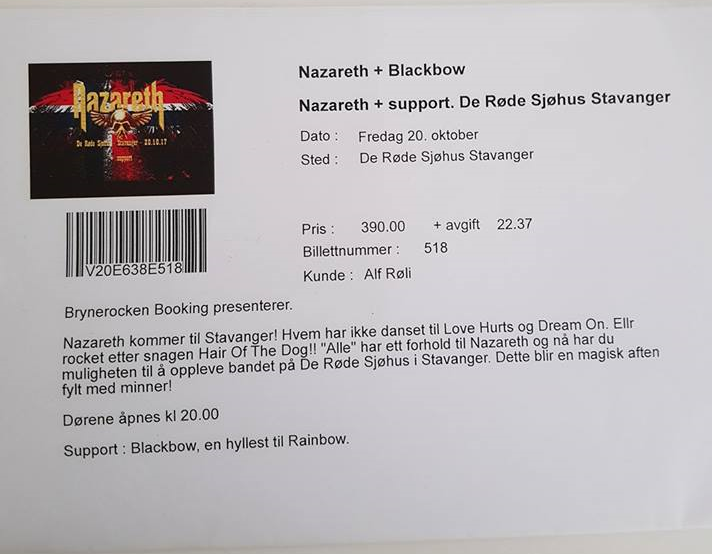 Nazareth
De Røde Sjøhus Stavanger - 20.10.17
support
V20E638E518
Nazareth + Blackbow
Nazareth + support. De Røde Sjøhus Stavanger
Dato : Fredag 20. oktober
Sted : De Røde Sjøhus Stavanger
Pris : 390.00 + avgift 22.37
Billettnummer : 518
Kunde : Alf Røli
Brynerocken Booking presenterer.
Nazareth kommer til Stavanger! Hvem har ikke danset til Love Hurts og Dream On. Ellr
rocket etter snagen Hair Of The Dog!! "Alle" har ett forhold til Nazareth og nå har du
muligheten til å oppleve bandet på De Røde Sjøhus i Stavanger. Dette blir en magisk aften
fylt med minner!
Dørene åpnes kl 20.00
Support : Blackbow, en hyllest til Rainbow.